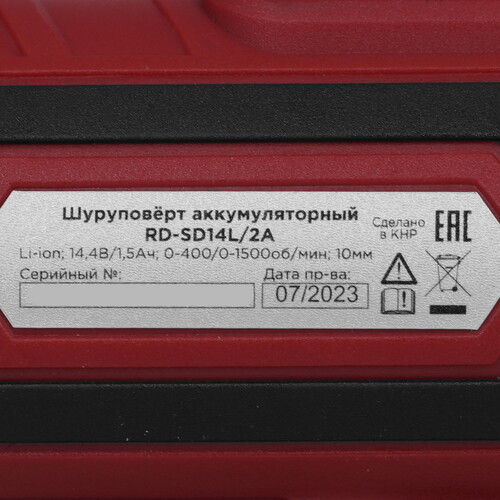 Шуруповёрт аккумуляторный
RD-SD14L/2A
Li-ion; 14,4В/1,5Ач; 0-400/0-1500об/мин; 10мм
Серийный №:
Дата пр-ва:
07/2023
Сделано
в КНР
EAC